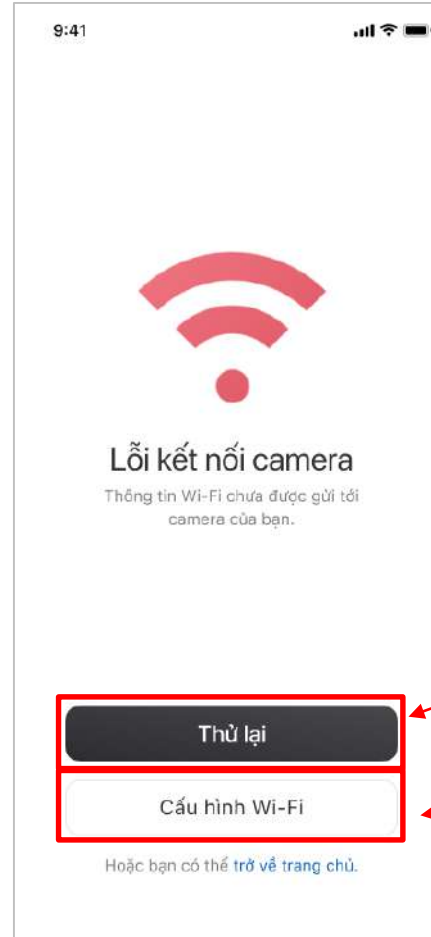 9:41
Lỗi kết nối camera
Thông tin Wi-Fi chưa được gửi tới
camera của bạn.
Thử lại
Cấu hình Wi-Fi
Hoặc bạn có thể trở về trang chủ.